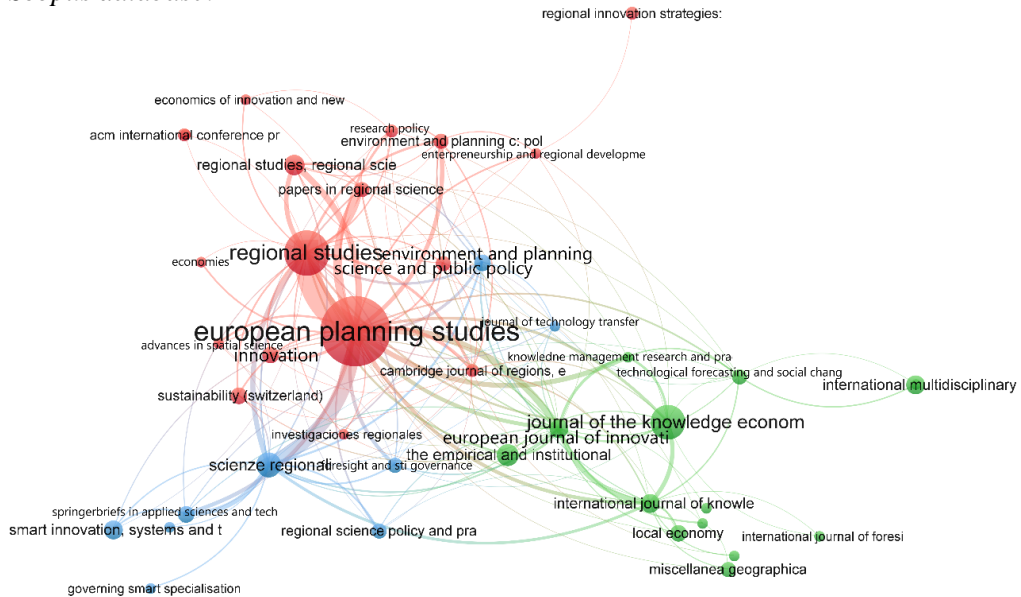 Scopus database.
regional innovation strategies:
economics of innovation and new
research policy
acm international conference pr
environment and planning c: pol
enterpreneurship and regional developme
regional studies, regional scie
papers in regional science
regional studies
environment and planning
economies
science and public policy
european planning studies
journal of technology transfer
advances in spatial science
innovation
knowledne management research and pra
cambridge journal of regions, e
technological forecasting and social chang
international multidisciplinary
sustainability (switzerland)
journal of the knowledge econom
investigaciones regionales
european journal of innovati
the empirical and institutional
scienze regionali
foresight and sti governance
international journal of knowle
springerbriefs in applied sciences and tech
smart innovation, systems and t
regional science policy and pra
local economy
international journal of foresi
miscellanea geographica
governing smart specialisation